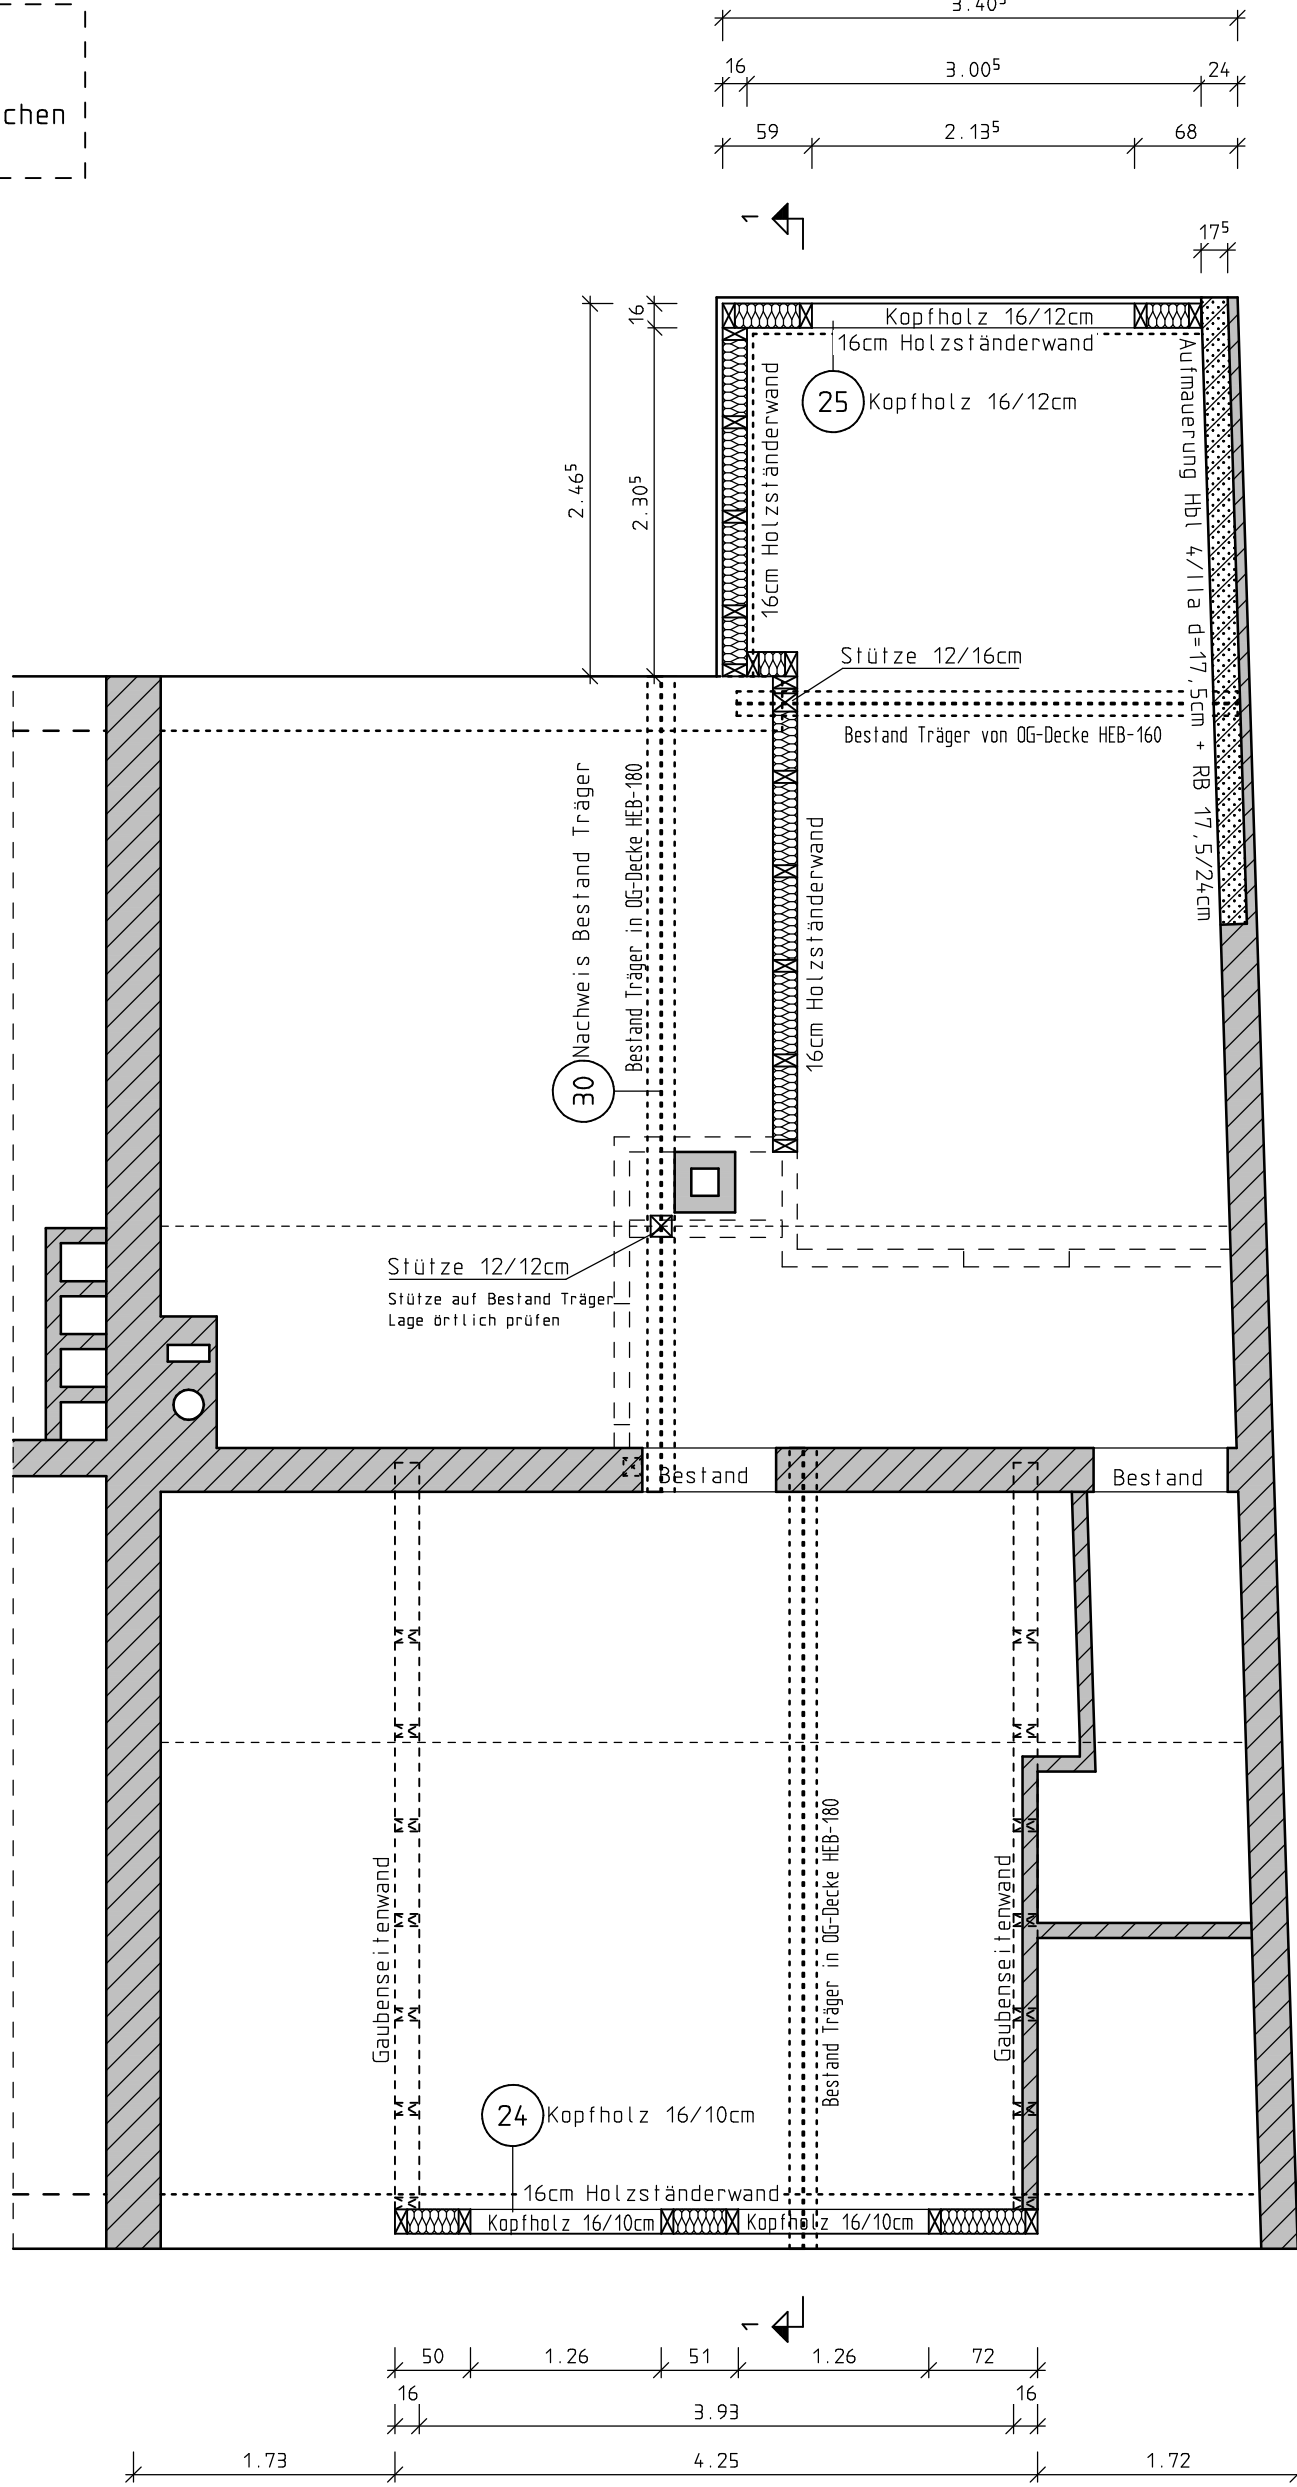 3.40⁵
16
3.00⁵
24
chen
59
2.13⁵
68
1
17⁵
16
2.46⁵
2.30⁵
Kopfholz 16/12cm
16cm Holzständerwand
25
Kopfholz 16/12cm
16cm Holzständerwand
Aufmauerung Hbl 4/IIa d=17,5cm + RB 17,5/24cm
Stütze 12/16cm
Bestand Träger von OG-Decke HEB-160
30
Nachweis Bestand Träger
Bestand Träger in OG-Decke HEB-180
16cm Holzständerwand
Stütze 12/12cm
Stütze auf Bestand Träger
Lage örtlich prüfen
Bestand
Bestand
Gaubenseitenwand
Bestand Träger in OG-Decke HEB-180
Gaubenseitenwand
24
Kopfholz 16/10cm
16cm Holzständerwand
Kopfholz 16/10cm
Kopfholz 16/10cm
1
50
1.26
51
1.26
72
16
3.93
16
1.73
4.25
1.72